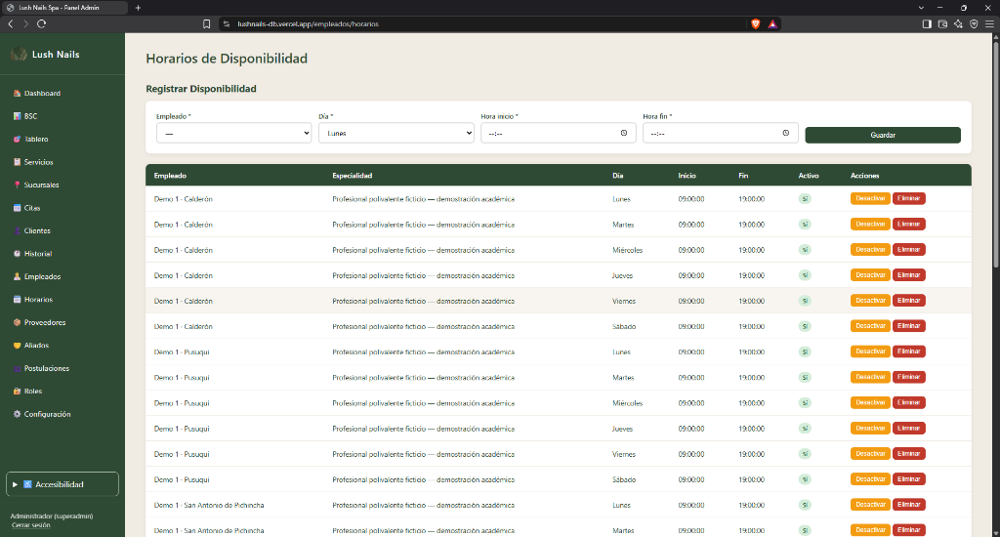 Lush Nails Spa - Panel Admin
lushnails-db.vercel.app/empleados/horarios
Lush Nails
Dashboard
BSC
Tablero
Servicios
Sucursales
Citas
Clientes
Historial
Empleados
Horarios
Proveedores
Aliados
Postulaciones
Roles
Configuración
Accesibilidad
Administrador (superadmin)
Cerrar sesión
Horarios de Disponibilidad
Registrar Disponibilidad
Empleado * Día * Hora inicio * Hora fin *
— Lunes --:-- --:-- Guardar
Empleado Especialidad Día Inicio Fin Activo Acciones
Demo 1 - Calderón Profesional polivalente ficticio — demostración académica Lunes 09:00:00 19:00:00 Sí Desactivar Eliminar
Demo 1 - Calderón Profesional polivalente ficticio — demostración académica Martes 09:00:00 19:00:00 Sí Desactivar Eliminar
Demo 1 - Calderón Profesional polivalente ficticio — demostración académica Miércoles 09:00:00 19:00:00 Sí Desactivar Eliminar
Demo 1 - Calderón Profesional polivalente ficticio — demostración académica Jueves 09:00:00 19:00:00 Sí Desactivar Eliminar
Demo 1 - Calderón Profesional polivalente ficticio — demostración académica Viernes 09:00:00 19:00:00 Sí Desactivar Eliminar
Demo 1 - Calderón Profesional polivalente ficticio — demostración académica Sábado 09:00:00 19:00:00 Sí Desactivar Eliminar
Demo 1 - Pusuqui Profesional polivalente ficticio — demostración académica Lunes 09:00:00 19:00:00 Sí Desactivar Eliminar
Demo 1 - Pusuqui Profesional polivalente ficticio — demostración académica Martes 09:00:00 19:00:00 Sí Desactivar Eliminar
Demo 1 - Pusuqui Profesional polivalente ficticio — demostración académica Miércoles 09:00:00 19:00:00 Sí Desactivar Eliminar
Demo 1 - Pusuqui Profesional polivalente ficticio — demostración académica Jueves 09:00:00 19:00:00 Sí Desactivar Eliminar
Demo 1 - Pusuqui Profesional polivalente ficticio — demostración académica Viernes 09:00:00 19:00:00 Sí Desactivar Eliminar
Demo 1 - Pusuqui Profesional polivalente ficticio — demostración académica Sábado 09:00:00 19:00:00 Sí Desactivar Eliminar
Demo 1 - San Antonio de Pichincha Profesional polivalente ficticio — demostración académica Lunes 09:00:00 19:00:00 Sí Desactivar Eliminar
Demo 1 - San Antonio de Pichincha Profesional polivalente ficticio — demostración académica Martes 09:00:00 19:00:00 Sí Desactivar Eliminar